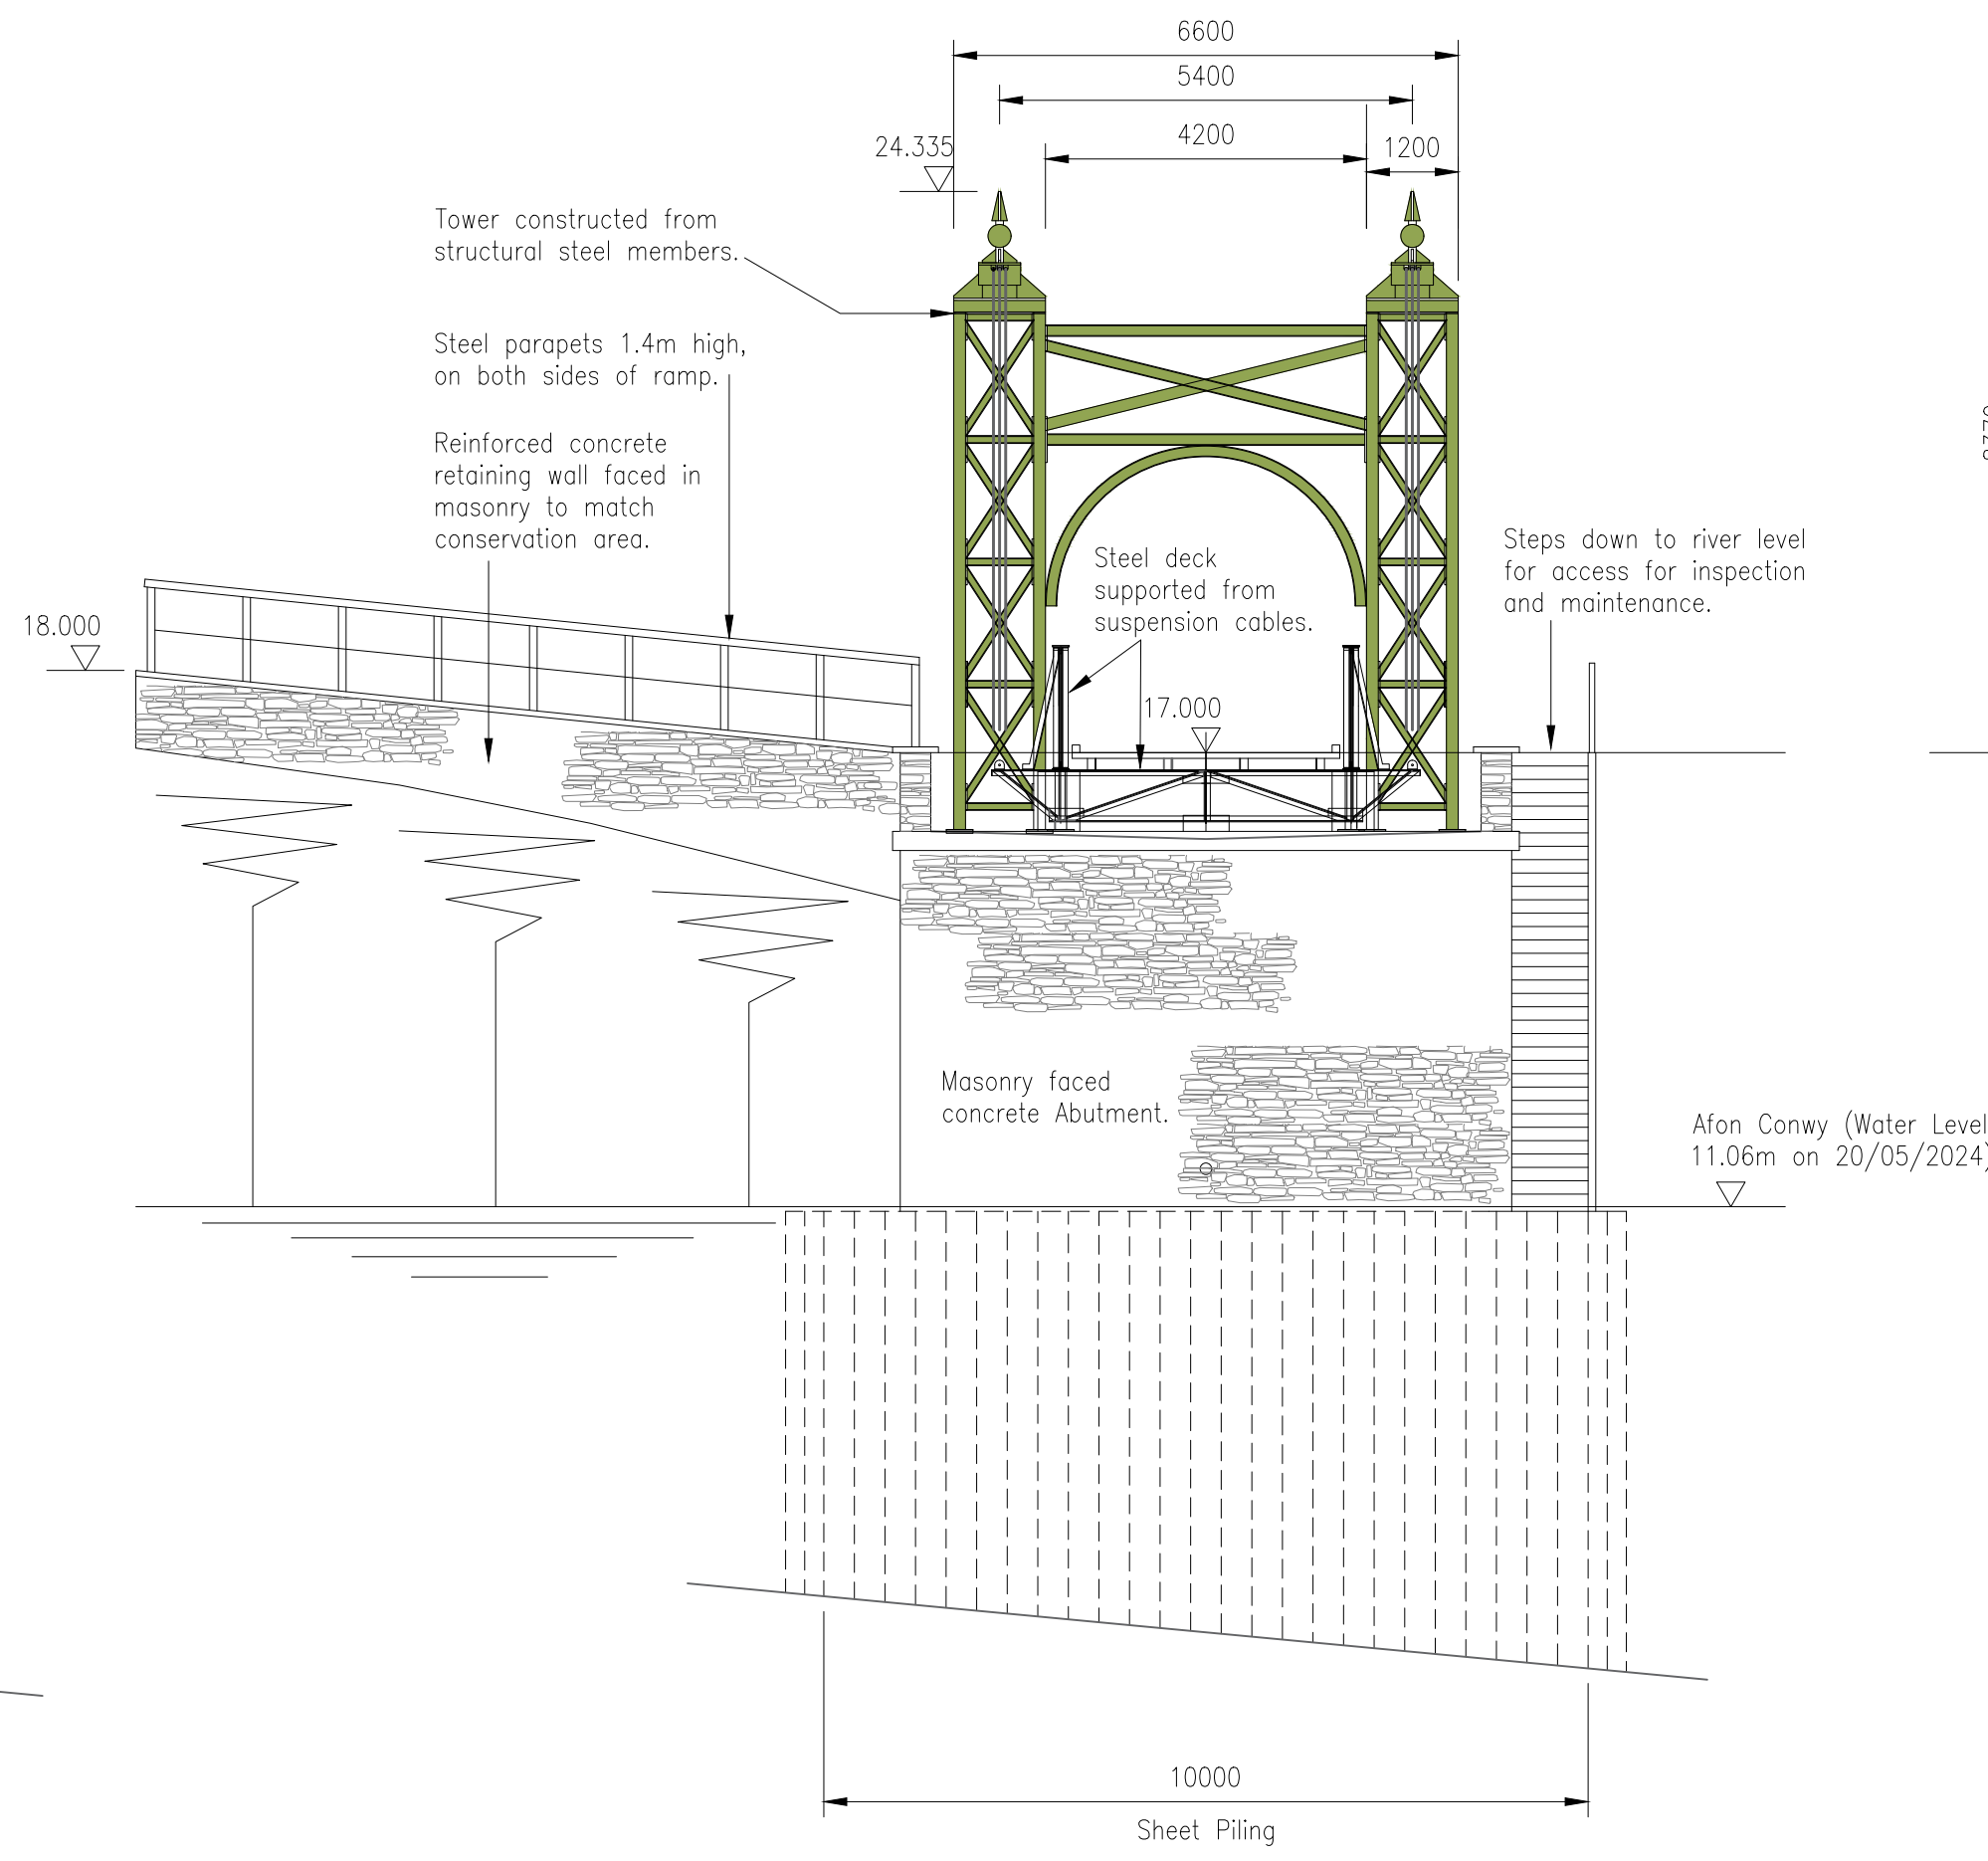 6600
5400
4200
1200
24.335
Tower constructed from
structural steel members.
Steel parapets 1.4m high,
on both sides of ramp.
Reinforced concrete
retaining wall faced in
masonry to match
conservation area.
18.000
Steel deck
supported from
suspension cables.
17.000
Steps down to river level
for access for inspection
and maintenance.
Masonry faced
concrete Abutment.
Afon Conwy (Water Level
11.06m on 20/05/2024)
10000
Sheet Piling